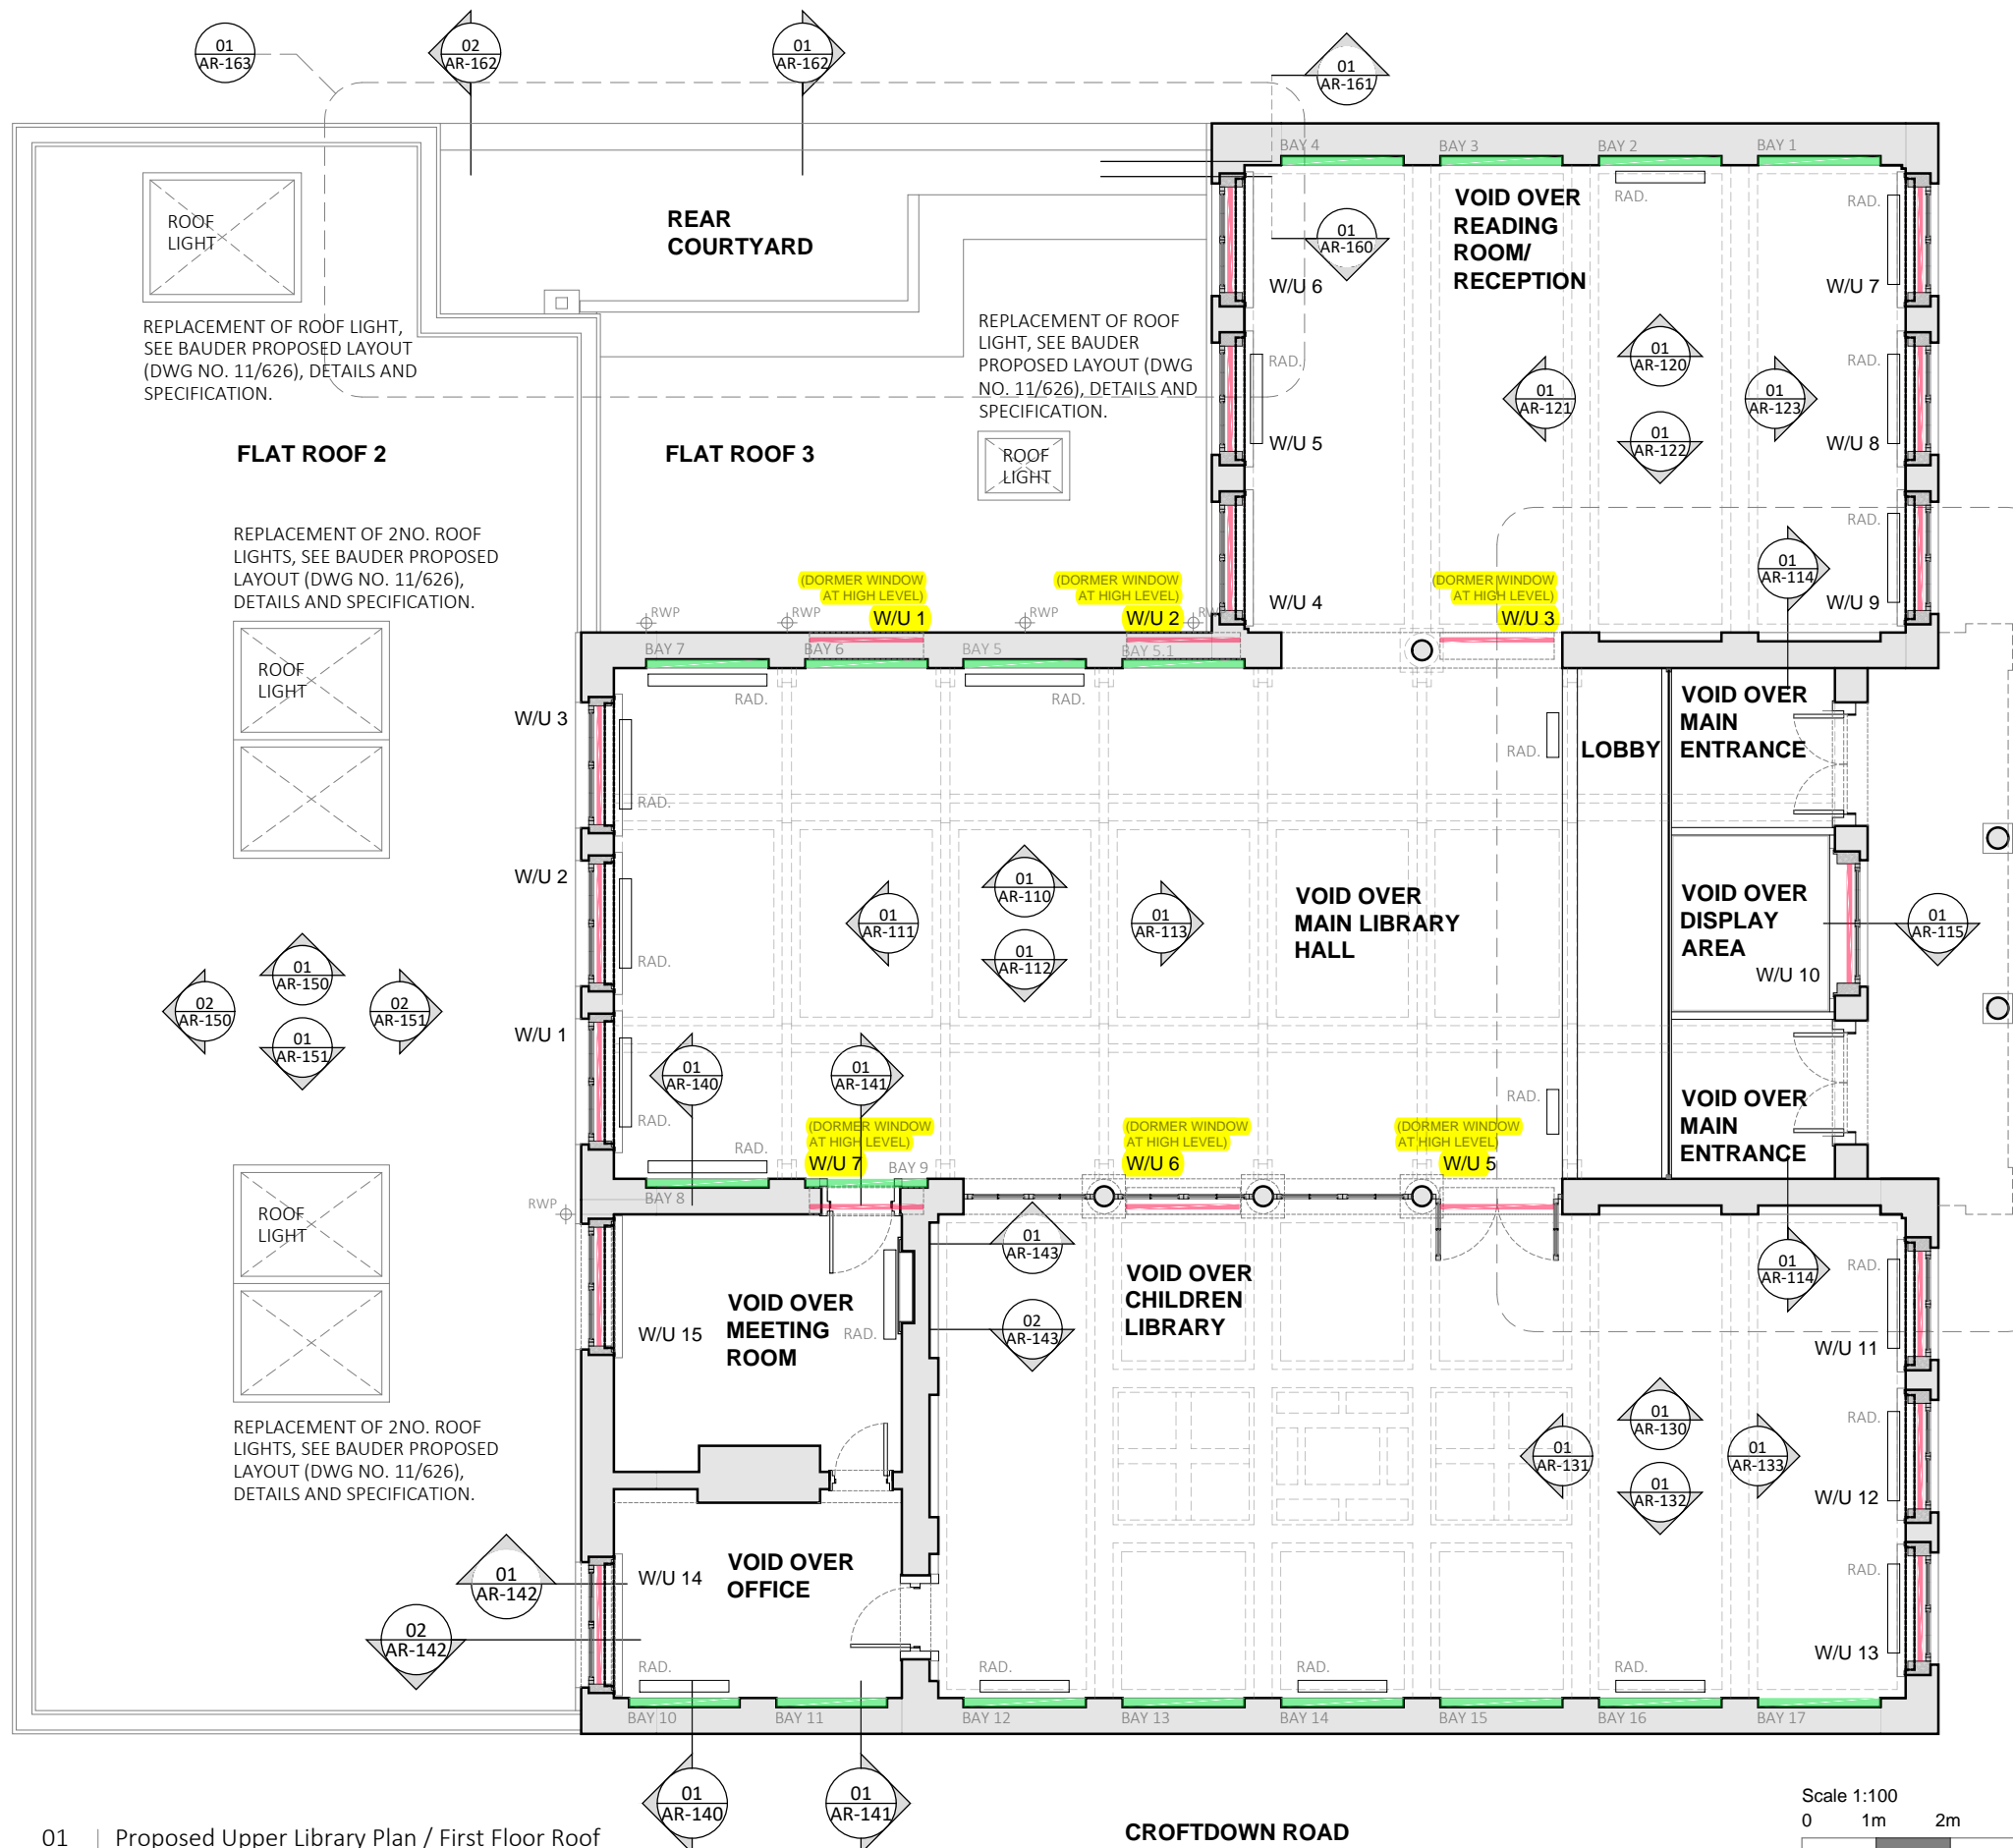 01
AR-163
02
AR-162
01
AR-162
01
AR-161
BAY 4
BAY 3
BAY 2
BAY 1
ROOF
LIGHT
REAR
COURTYARD
VOID OVER
READING
ROOM/
RECEPTION
RAD.
RAD.
01
AR-160
W/U 6
W/U 7
REPLACEMENT OF ROOF LIGHT,
SEE BAUDER PROPOSED LAYOUT
(DWG NO. 11/626), DETAILS AND
SPECIFICATION.
REPLACEMENT OF ROOF
LIGHT, SEE BAUDER
PROPOSED LAYOUT (DWG
NO. 11/626), DETAILS AND
SPECIFICATION.
RAD.
RAD.
01
AR-120
01
AR-121
01
AR-123
01
AR-122
W/U 5
W/U 8
FLAT ROOF 2
FLAT ROOF 3
ROOF
LIGHT
RAD.
REPLACEMENT OF 2NO. ROOF
LIGHTS, SEE BAUDER PROPOSED
LAYOUT (DWG NO. 11/626),
DETAILS AND SPECIFICATION.
01
AR-114
(DORMER WINDOW
AT HIGH LEVEL)
W/U 1
(DORMER WINDOW
AT HIGH LEVEL)
W/U 2
(DORMER WINDOW
AT HIGH LEVEL)
W/U 3
W/U 4
W/U 9
RWP
RWP
RWP
BAY 7
BAY 6
BAY 5
BAY 5.1
ROOF
LIGHT
RAD.
RAD.
W/U 3
VOID OVER
MAIN
ENTRANCE
LOBBY
RAD.
RAD.
W/U 2
01
AR-110
01
AR-111
01
AR-113
01
AR-112
VOID OVER
MAIN LIBRARY
HALL
VOID OVER
DISPLAY
AREA
W/U 10
01
AR-115
RAD.
01
AR-150
02
AR-150
02
AR-151
01
AR-151
W/U 1
01
AR-140
01
AR-141
RAD.
RAD.
RAD.
VOID OVER
MAIN
ENTRANCE
(DORMER WINDOW
AT HIGH LEVEL)
W/U 7
BAY 9
(DORMER WINDOW
AT HIGH LEVEL)
W/U 6
(DORMER WINDOW
AT HIGH LEVEL)
W/U 5
BAY 8
RWP
ROOF
LIGHT
01
AR-143
02
AR-143
VOID OVER
CHILDREN
LIBRARY
01
AR-114
RAD.
W/U 15
VOID OVER
MEETING
ROOM
RAD.
W/U 11
REPLACEMENT OF 2NO. ROOF
LIGHTS, SEE BAUDER PROPOSED
LAYOUT (DWG NO. 11/626),
DETAILS AND SPECIFICATION.
01
AR-130
01
AR-131
01
AR-133
01
AR-132
RAD.
W/U 12
01
AR-142
02
AR-142
W/U 14
VOID OVER
OFFICE
RAD.
W/U 13
RAD.
RAD.
RAD.
RAD.
BAY 10
BAY 11
BAY 12
BAY 13
BAY 14
BAY 15
BAY 16
BAY 17
01
AR-140
01
AR-141
Scale 1:100
0 1m 2m
CROFTDOWN ROAD
01 | Proposed Upper Library Plan / First Floor Roof